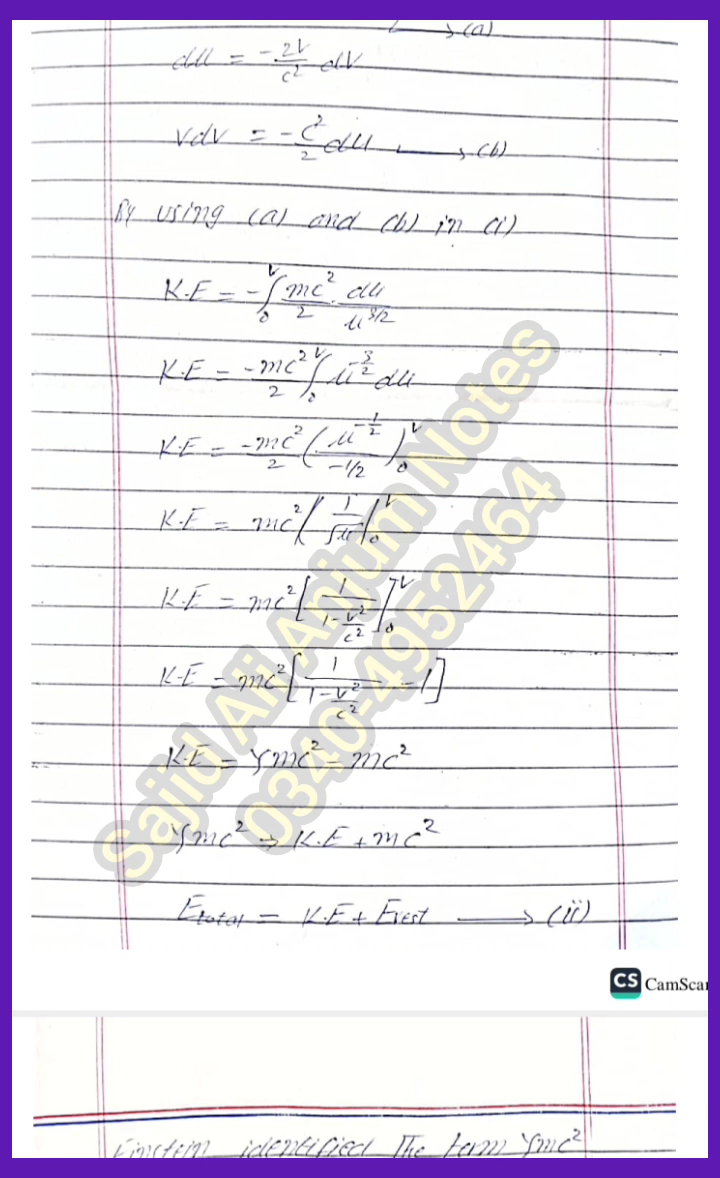 → (a)
du = -2V/c² dV
Vdv = -c²/2 du → (b)
By using (a) and (b) in (i)
K.E = -∫₀ᵛ mc²/2 · du/u^3/2
K.E = -mc²/2 ∫₀ᵛ u^-3/2 du
K.E = -mc²/2 (u^-1/2 / -1/2)₀ᵛ
K.E = mc² (1/√u)₀ᵛ
K.E = mc² [1/1-v²/c²]₀ᵛ
K.E = mc² [1/1-v²/c² - 1]
K.E = γmc² - mc²
γmc² → K.E + mc²
Etotal = K.E + Erest → (ii)
Sajid Ali Anjum Notes
0340-4952464
CS CamScan
Einstein identified The term γmc²